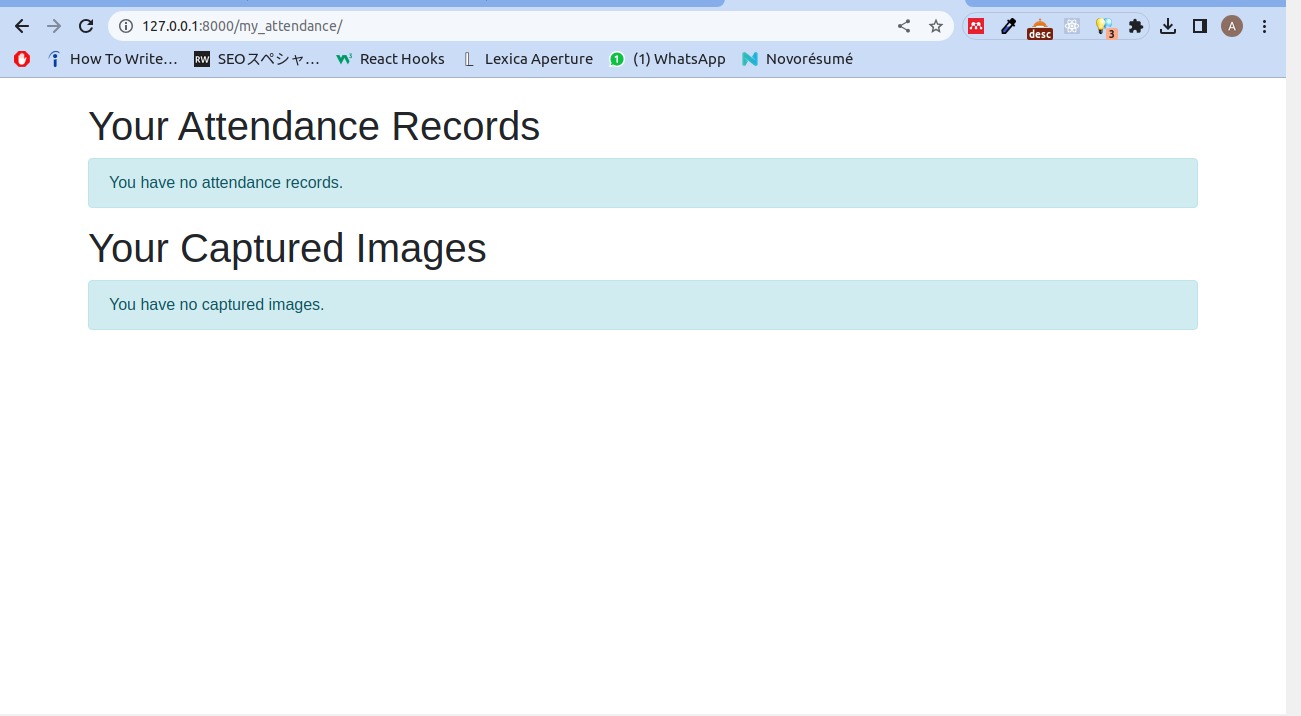 127.0.0.1:8000/my_attendance/
desc
3
A
How To Write...
RW
SEOスペシャ...
React Hooks
Lexica Aperture
1
(1) WhatsApp
Novorésumé
Your Attendance Records
You have no attendance records.
Your Captured Images
You have no captured images.